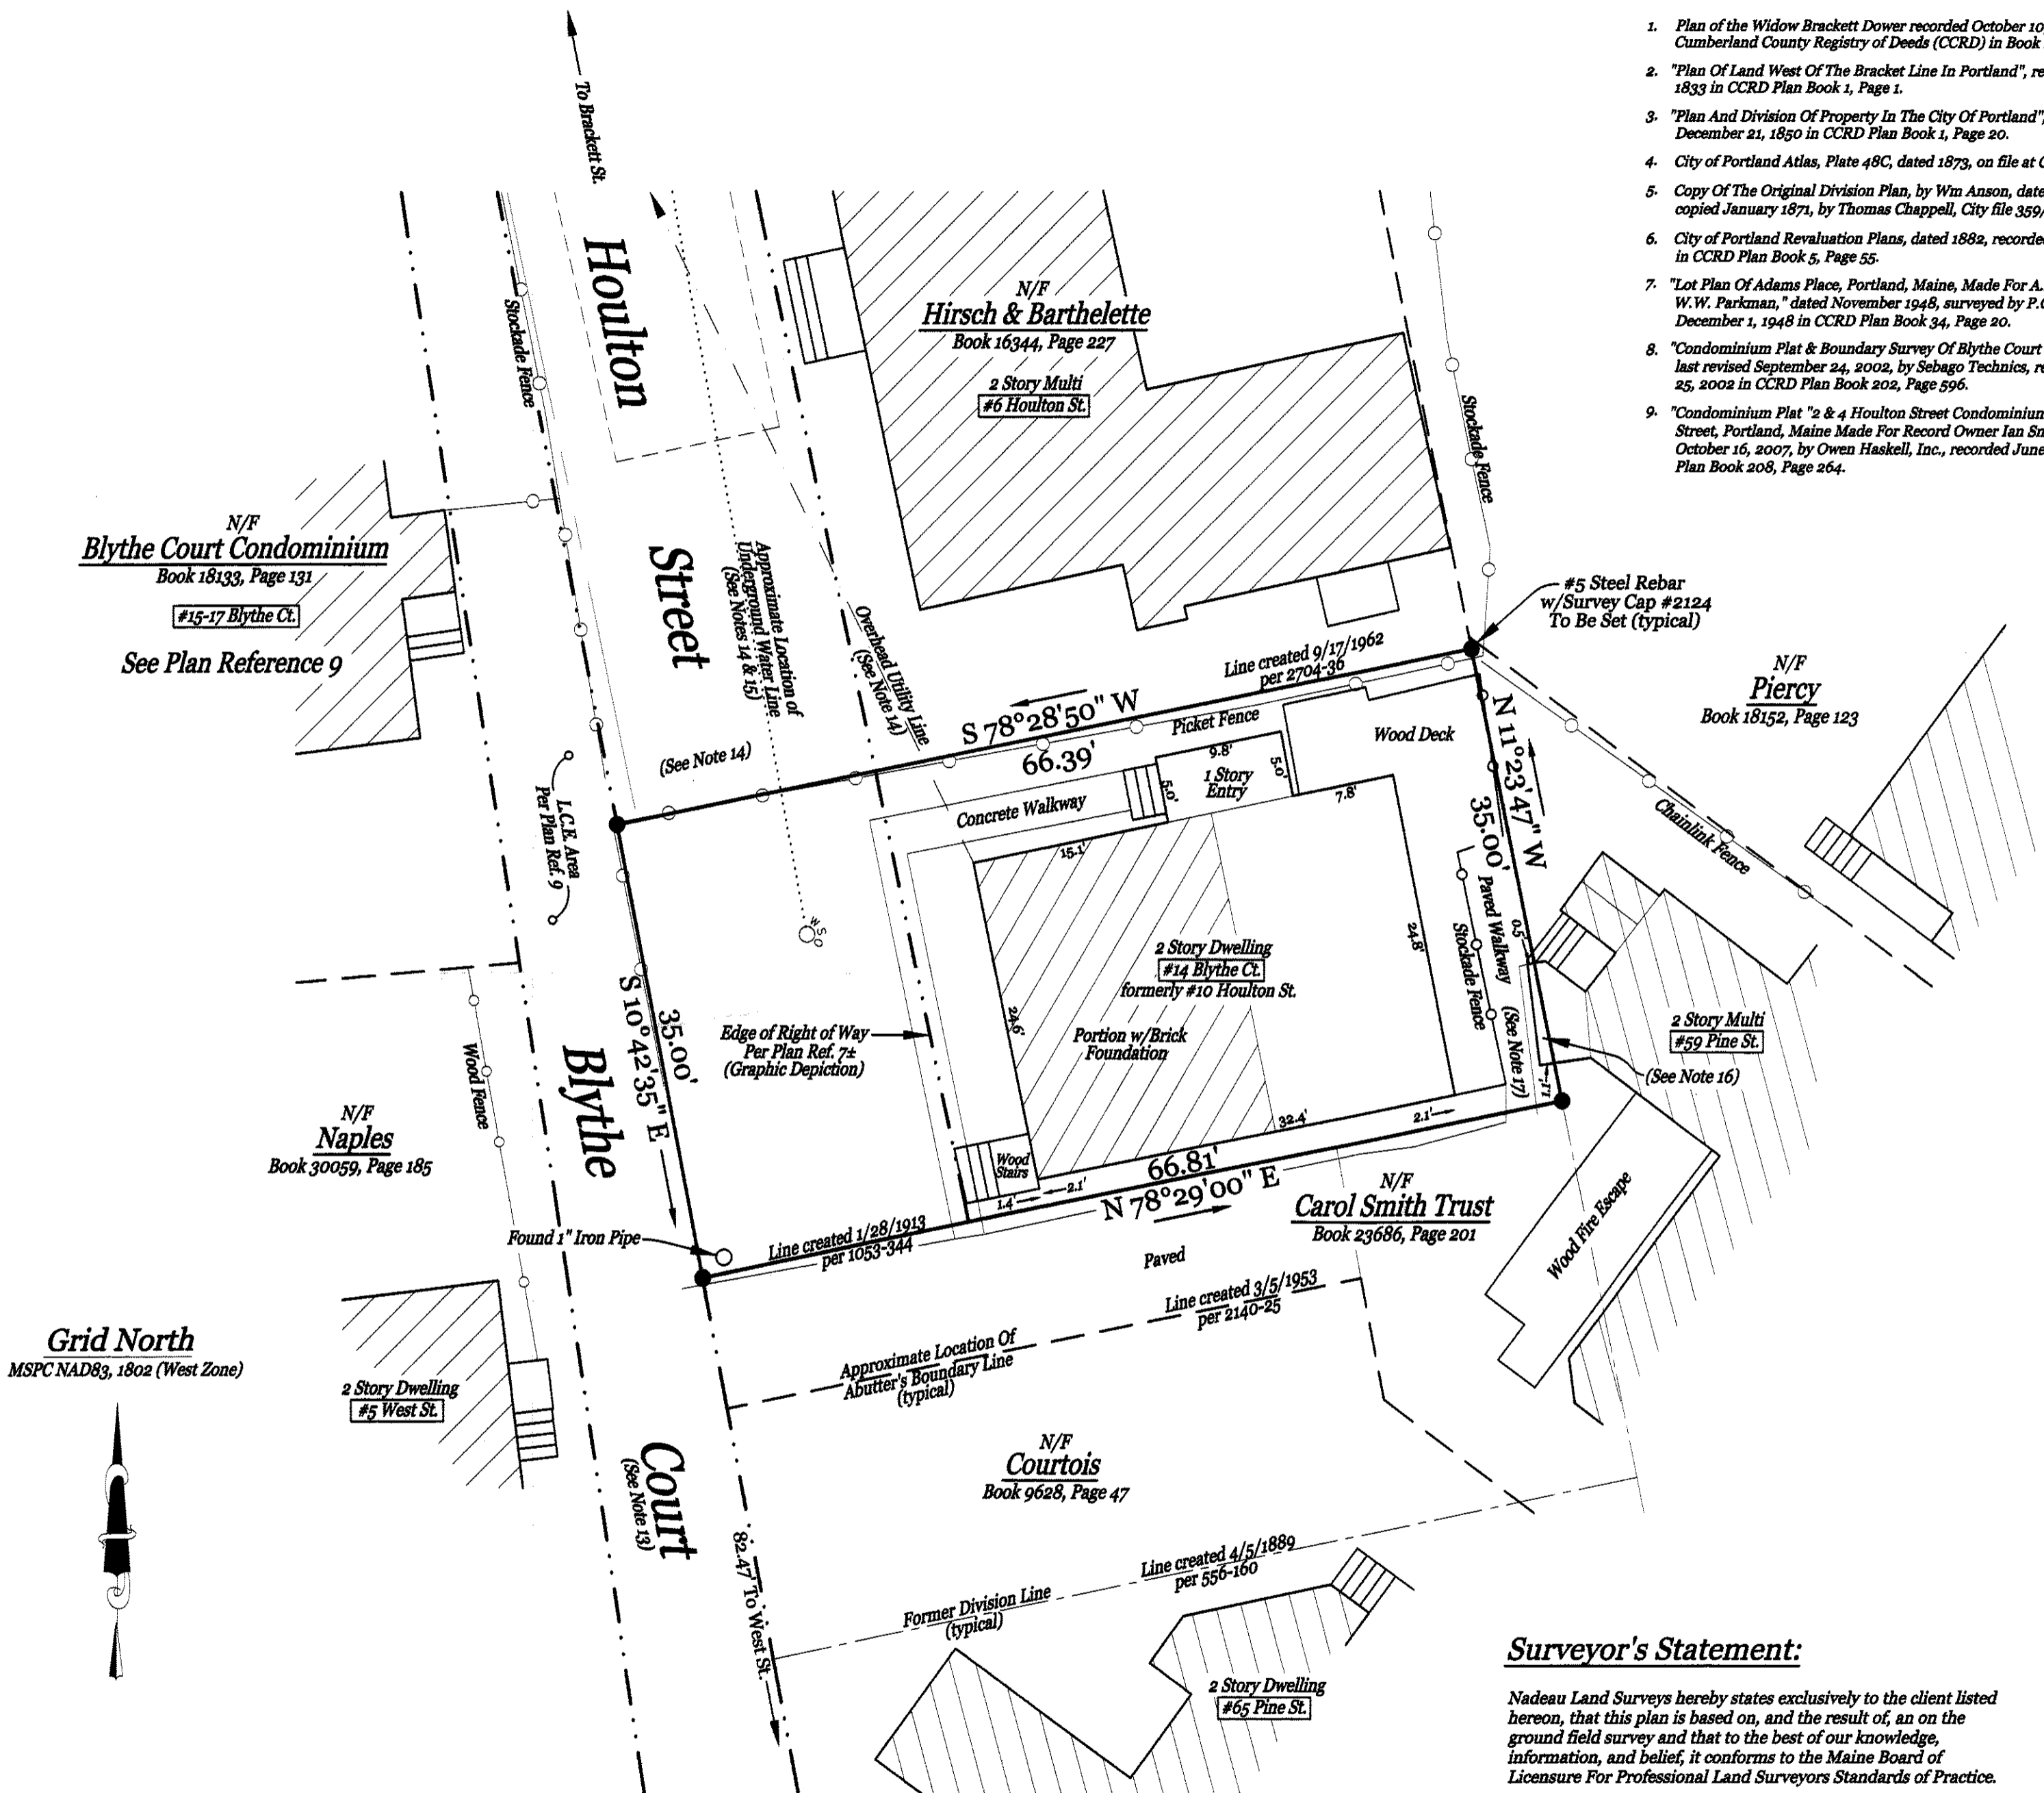 1. Plan of the Widow Brackett Dower recorded October 10
Cumberland County Registry of Deeds (CCRD) in Book
2. "Plan Of Land West Of The Bracket Line In Portland", re
1833 in CCRD Plan Book 1, Page 1.
3. "Plan And Division Of Property In The City Of Portland",
December 21, 1850 in CCRD Plan Book 1, Page 20.
4. City of Portland Atlas, Plate 48C, dated 1873, on file at C
5. Copy Of The Original Division Plan, by Wm Anson, date
copied January 1871, by Thomas Chappell, City file 359/
6. City of Portland Revaluation Plans, dated 1882, recorde
in CCRD Plan Book 5, Page 55.
7. "Lot Plan Of Adams Place, Portland, Maine, Made For A.
W.W. Parkman," dated November 1948, surveyed by P.C
December 1, 1948 in CCRD Plan Book 34, Page 20.
8. "Condominium Plat & Boundary Survey Of Blythe Court
last revised September 24, 2002, by Sebago Technics, re
25, 2002 in CCRD Plan Book 202, Page 596.
9. "Condominium Plat "2 & 4 Houlton Street Condominium
Street, Portland, Maine Made For Record Owner Ian Sm
October 16, 2007, by Owen Haskell, Inc., recorded June
Plan Book 208, Page 264.
To Brackett St.
Houlton
Street
Stockade Fence
N/F
Hirsch & Barthelette
Book 16344, Page 227
2 Story Multi
#6 Houlton St.
Stockade Fence
N/F
Blythe Court Condominium
Book 18133, Page 131
#15-17 Blythe Ct.
See Plan Reference 9
Approximate Location of
Underground Water Line
(See Notes 14 & 15)
Overhead Utility Line
(See Note 14)
#5 Steel Rebar
w/Survey Cap #2124
To Be Set (typical)
N/F
Piercy
Book 18152, Page 123
Line created 9/17/1962
per 2704-36
S 78°28'50" W
66.39'
Picket Fence
(See Note 14)
Wood Deck
N 11°23'47" W
35.00'
9.8'
1 Story
Entry
5.0'
5.0'
7.8'
Concrete Walkway
15.1'
L.C.E. Area
Per Plan Ref. 9
Chainlink Fence
Paved Walkway
(See Note 17)
Stockade Fence
0.5'
24.8'
W
S
O
2 Story Dwelling
#14 Blythe Ct.
formerly #10 Houlton St.
24.6'
Portion w/Brick
Foundation
Edge of Right of Way
Per Plan Ref. 7±
(Graphic Depiction)
35.00'
S 10°42'35" E
2 Story Multi
#59 Pine St.
(See Note 16)
1.1'
Wood Fence
Blythe
Court
(See Note 13)
N/F
Naples
Book 30059, Page 185
32.4'
2.1'
Wood
Stairs
1.4'
2.1'
66.81'
N 78°29'00" E
N/F
Carol Smith Trust
Book 23686, Page 201
Wood Fire Escape
Found 1" Iron Pipe
Line created 1/28/1913
per 1053-344
Paved
Line created 3/5/1953
per 2140-25
Approximate Location Of
Abutter's Boundary Line
(typical)
Grid North
MSPC NAD83, 1802 (West Zone)
2 Story Dwelling
#5 West St.
N/F
Courtois
Book 9628, Page 47
82.47' To West St.
Line created 4/5/1889
per 556-160
Former Division Line
(typical)
2 Story Dwelling
#65 Pine St.
Surveyor's Statement:
Nadeau Land Surveys hereby states exclusively to the client listed
hereon, that this plan is based on, and the result of, an on the
ground field survey and that to the best of our knowledge,
information, and belief, it conforms to the Maine Board of
Licensure For Professional Land Surveyors Standards of Practice.